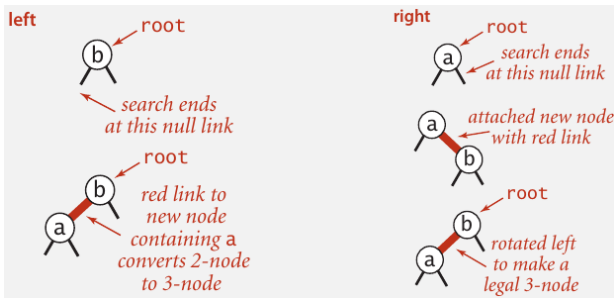 left
root
b
search ends
at this null link
root
b
a
red link to
new node
containing a
converts 2-node
to 3-node
right
root
a
search ends
at this null link
attached new node
with red link
a
b
root
b
a
rotated left
to make a
legal 3-node